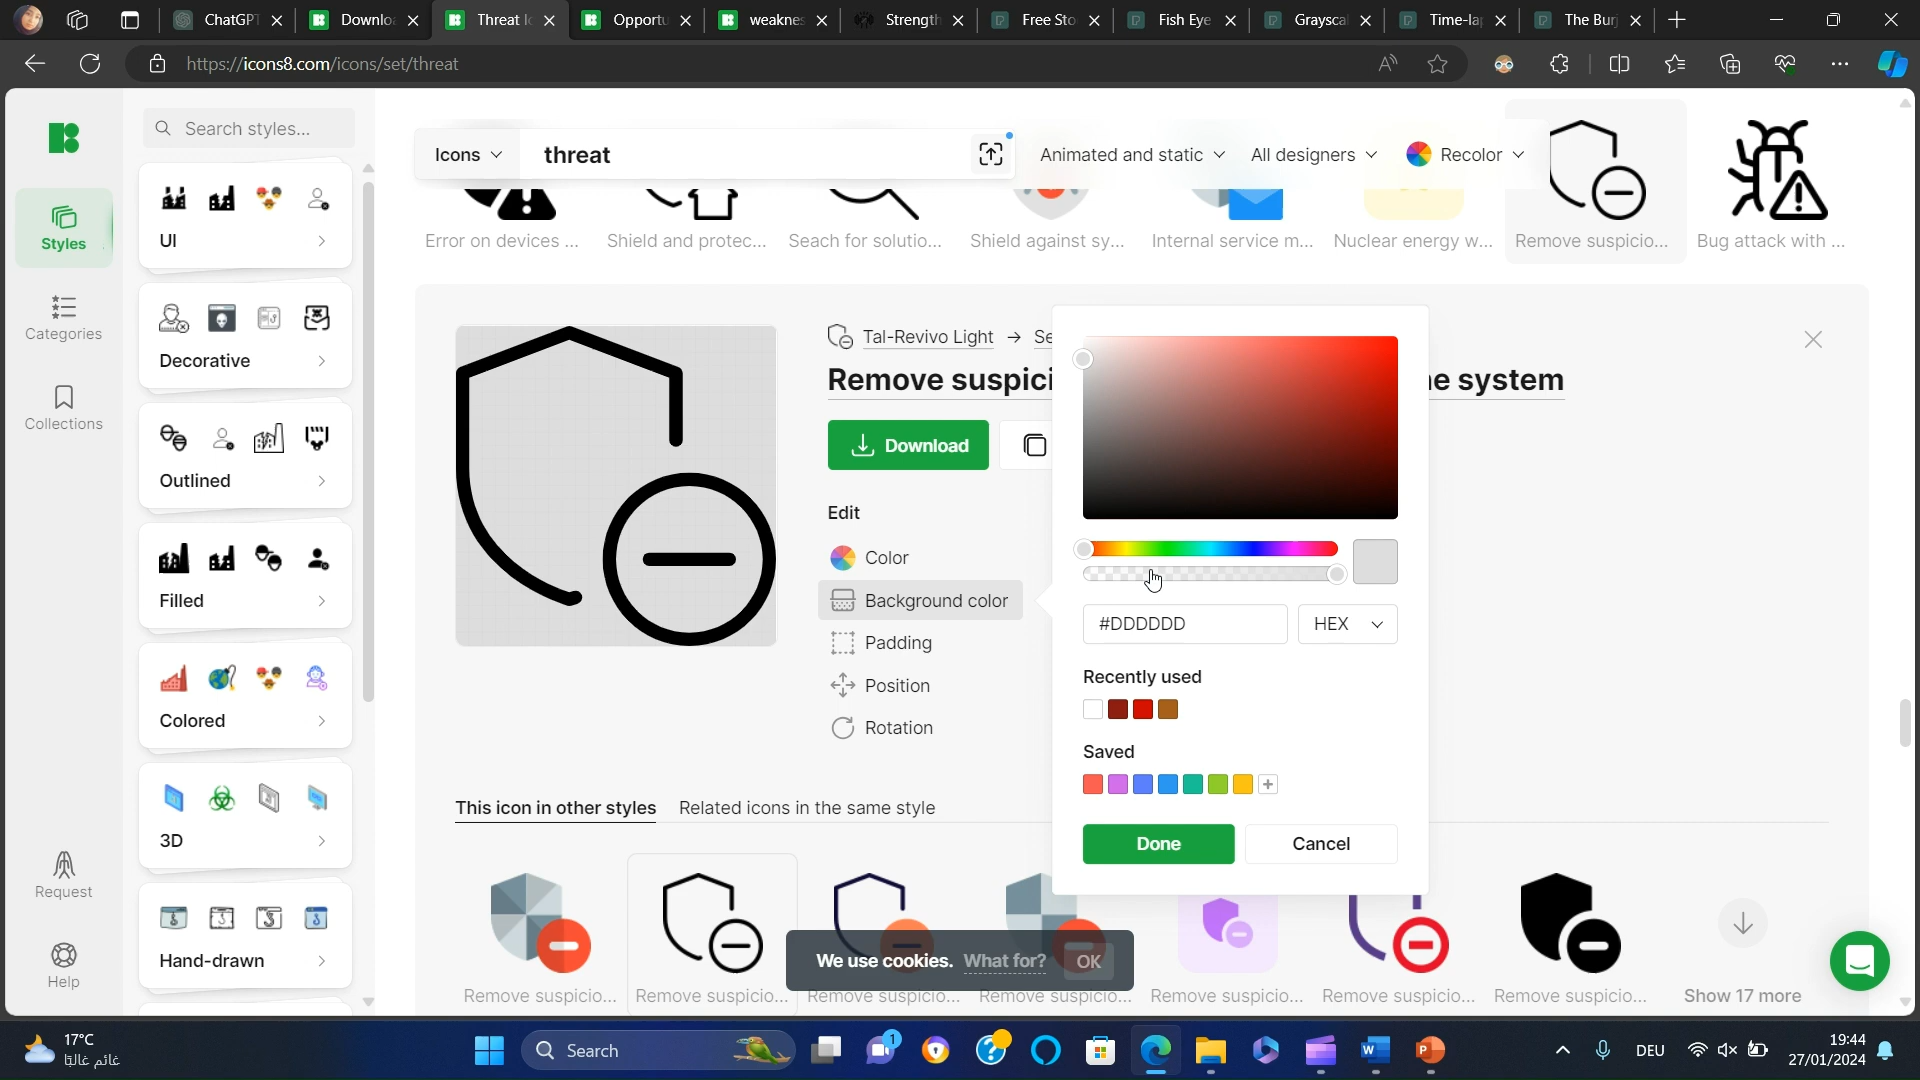 ChatGPT
Downloa
Threat Ic
Opportu
weaknes
Strength
Free Sto
Fish Eye
Grayscal
Time-lap
The Burj
https://icons8.com/icons/set/threat
Search styles...
Icons
threat
Animated and static
All designers
Recolor
Styles
Categories
Collections
Request
Help
UI
Decorative
Outlined
Filled
Colored
3D
Hand-drawn
Error on devices ...
Shield and protec...
Seach for solutio...
Shield against sy...
Internal service m...
Nuclear energy w...
Remove suspicio...
Bug attack with ...
Tal-Revivo Light → Se
Remove suspici e system
Download
Edit
Color
Background color
Padding
Position
Rotation
#DDDDDD
HEX
Recently used
Saved
Done
Cancel
This icon in other styles
Related icons in the same style
Remove suspicio...
Remove suspicio...
Remove suspicio...
Remove suspicio...
Remove suspicio...
Remove suspicio...
Remove suspicio...
Show 17 more
We use cookies. What for? OK
17°C
غائم غالبًا
Search
1
DEU
19:44
27/01/2024